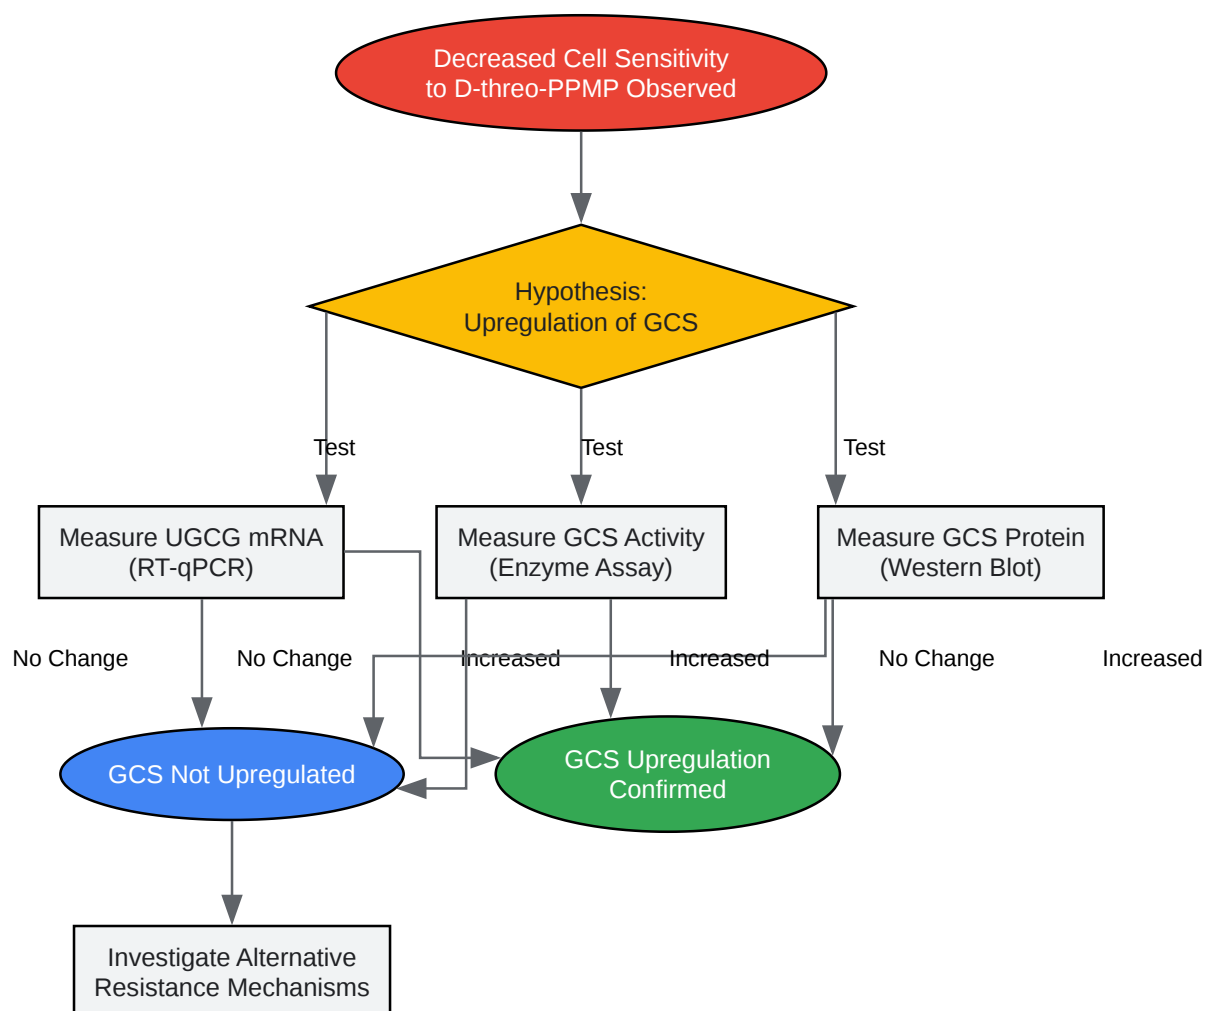 Decreased Cell Sensitivity
to D-threo-PPMP Observed
Hypothesis:
Upregulation of GCS
Test
Test
Test
Measure UGCG mRNA
(RT-qPCR)
Measure GCS Activity
(Enzyme Assay)
Measure GCS Protein
(Western Blot)
No Change
No Change
Increased
Increased
No Change
Increased
GCS Not Upregulated
GCS Upregulation
Confirmed
Investigate Alternative
Resistance Mechanisms